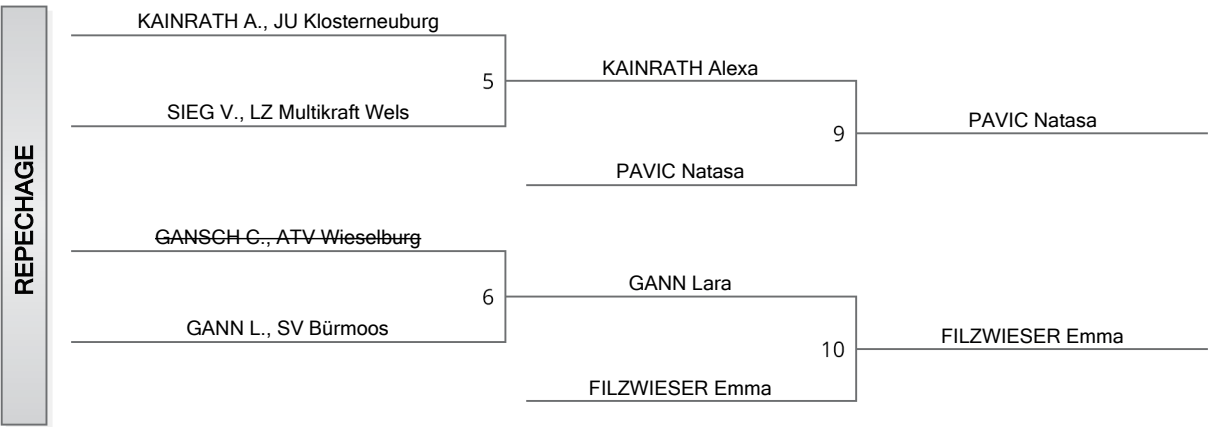 REPECHAGE
KAINRATH A., JU Klosterneuburg
5
SIEG V., LZ Multikraft Wels
KAINRATH Alexa
9
PAVIC Natasa
PAVIC Natasa
GANSCH C., ATV Wieselburg
6
GANN L., SV Bürmoos
GANN Lara
10
FILZWIESER Emma
FILZWIESER Emma